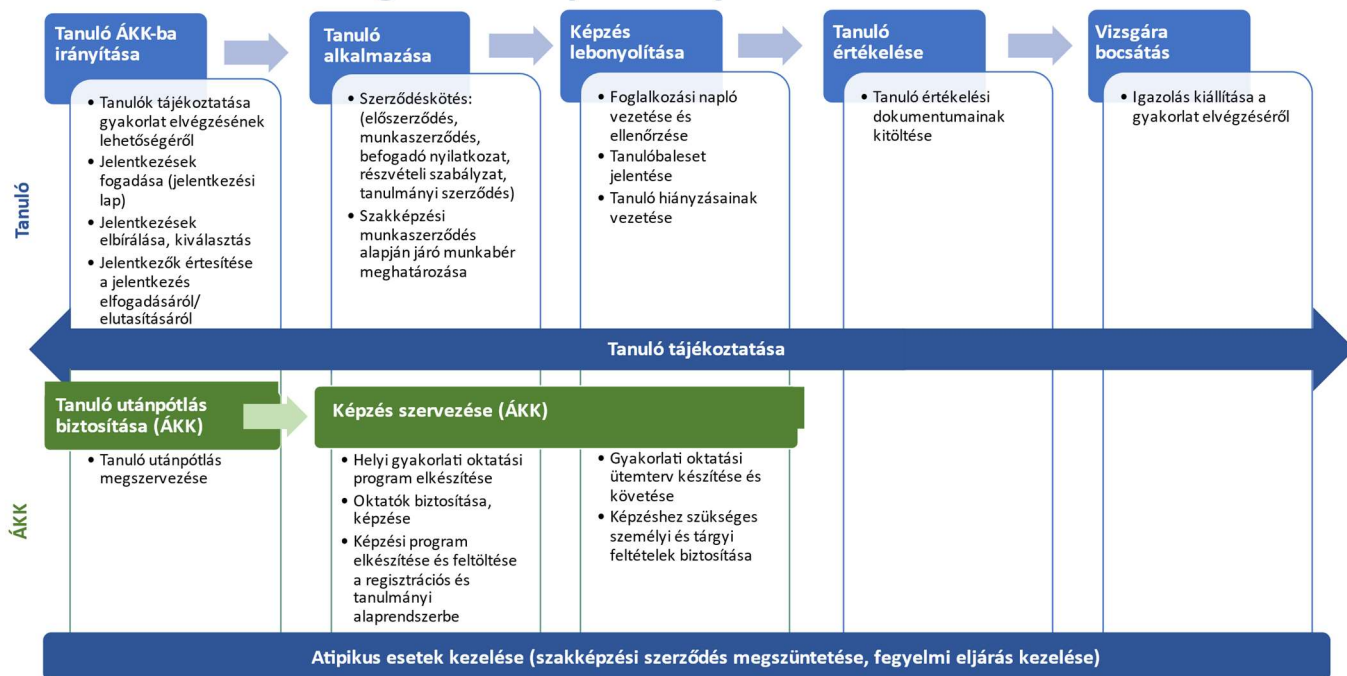 Tanuló ÁKK-ba
irányítása
Tanuló
alkalmazása
Képzés
lebonyolítása
Tanuló
értékelése
Vizsgára
bocsátás
Tanuló
• Tanulók tájékoztatása
gyakorlat elvégzésének
lehetőségéről
• Jelentkezések
fogadása (jelentkezési
lap)
• Jelentkezések
elbírálása, kiválasztás
• Jelentkezők értesítése
a jelentkezés
elfogadásáról/
elutasításáról
• Szerződéskötés:
(előszerződés,
munkaszerződés,
befogadó nyilatkozat,
részvételi szabályzat,
tanulmányi szerződés)
• Szakképzési
munkaszerződés
alapján járó munkabér
meghatározása
• Foglalkozási napló
vezetése és
ellenőrzése
• Tanulóbaleset
jelentése
• Tanuló hiányzásainak
vezetése
• Tanuló értékelési
dokumentumainak
kitöltése
• Igazolás kiállítása a
gyakorlat elvégzéséről
Tanuló tájékoztatása
ÁKK
Tanuló utánpótlás
biztosítása (ÁKK)
Képzés szervezése (ÁKK)
• Tanuló utánpótlás
megszervezése
• Helyi gyakorlati oktatási
program elkészítése
• Oktatók biztosítása,
képzése
• Képzési program
elkészítése és feltöltése
a regisztrációs és
tanulmányi
alaprendszerbe
• Gyakorlati oktatási
ütemterv készítése és
követése
• Képzéshez szükséges
személyi és tárgyi
feltételek biztosítása
Atipikus esetek kezelése (szakképzési szerződés megszüntetése, fegyelmi eljárás kezelése)